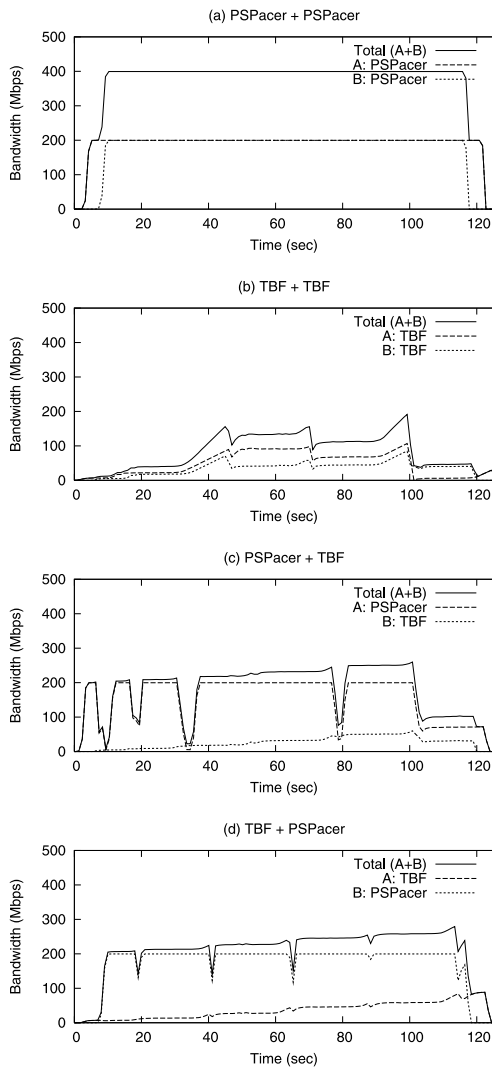 (a) PSPacer + PSPacer
500
400
300
200
100
0
Bandwidth (Mbps)
Total (A+B)
A: PSPacer
B: PSPacer
0 20 40 60 80 100 120
Time (sec)
(b) TBF + TBF
500
400
300
200
100
0
Bandwidth (Mbps)
Total (A+B)
A: TBF
B: TBF
0 20 40 60 80 100 120
Time (sec)
(c) PSPacer + TBF
500
400
300
200
100
0
Bandwidth (Mbps)
Total (A+B)
A: PSPacer
B: TBF
0 20 40 60 80 100 120
Time (sec)
(d) TBF + PSPacer
500
400
300
200
100
0
Bandwidth (Mbps)
Total (A+B)
A: TBF
B: PSPacer
0 20 40 60 80 100 120
Time (sec)